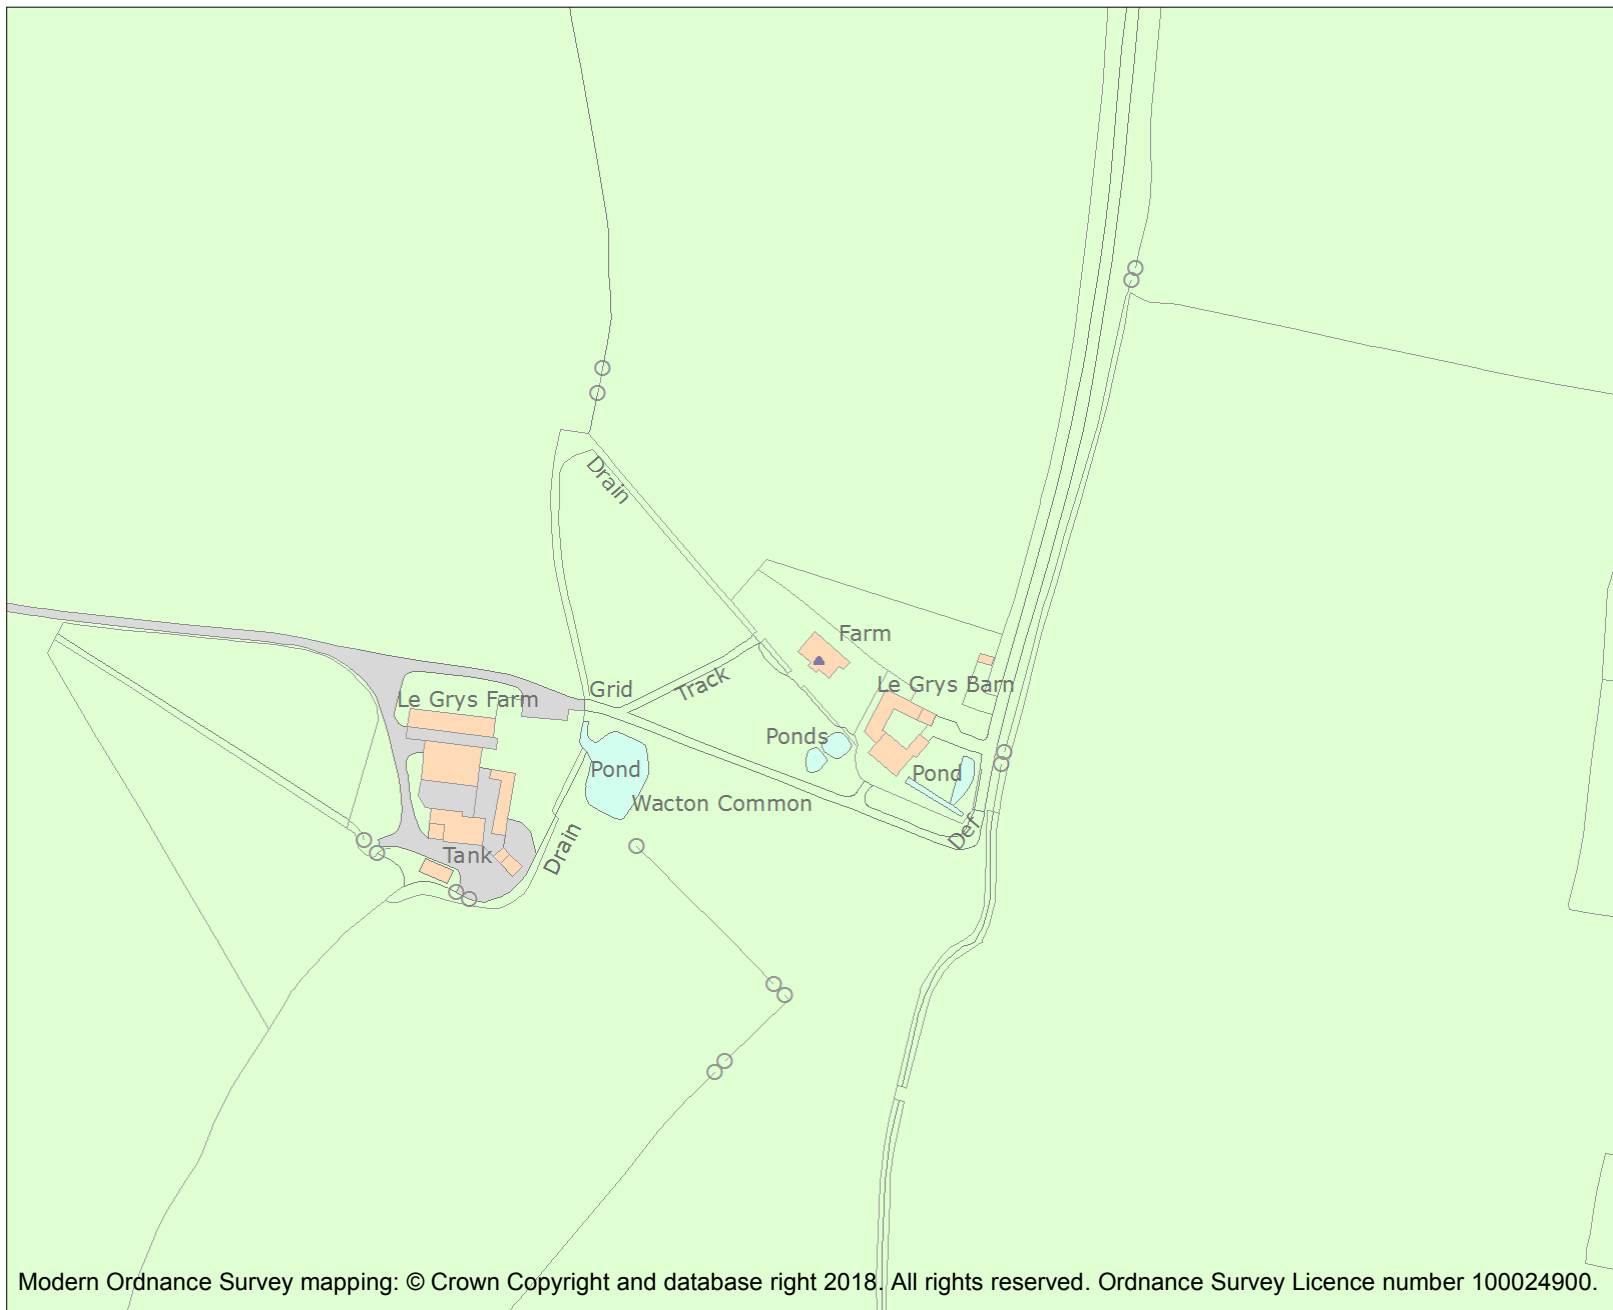 Drain
Farm
Le Grys Barn
Track
Grid
Le Grys Farm
Ponds
Pond
Pond
Wacton Common
Def
Drain
Tank
Modern Ordnance Survey mapping: © Crown Copyright and database right 2018. All rights reserved. Ordnance Survey Licence number 100024900.